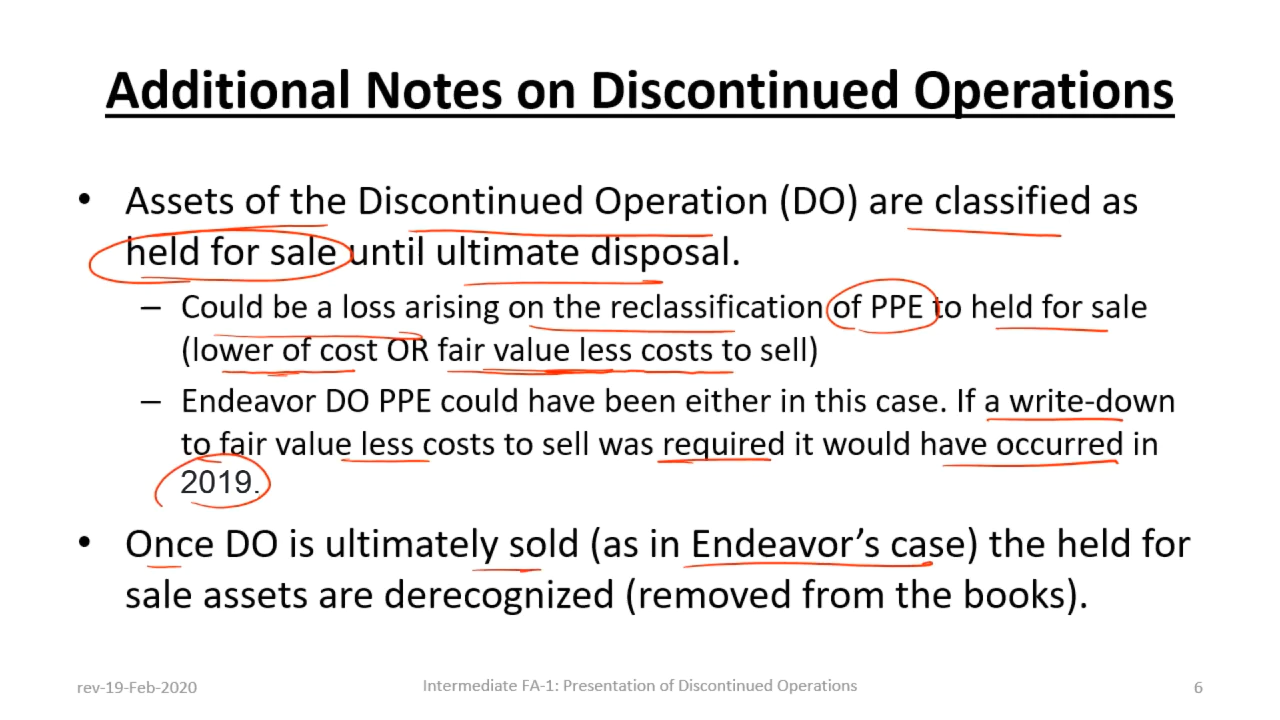 Additional Notes on Discontinued Operations
• Assets of the Discontinued Operation (DO) are classified as
held for sale until ultimate disposal.
– Could be a loss arising on the reclassification of PPE to held for sale
(lower of cost OR fair value less costs to sell)
– Endeavor DO PPE could have been either in this case. If a write-down
to fair value less costs to sell was required it would have occurred in
2019.
• Once DO is ultimately sold (as in Endeavor’s case) the held for
sale assets are derecognized (removed from the books).
rev-19-Feb-2020 Intermediate FA-1: Presentation of Discontinued Operations 6